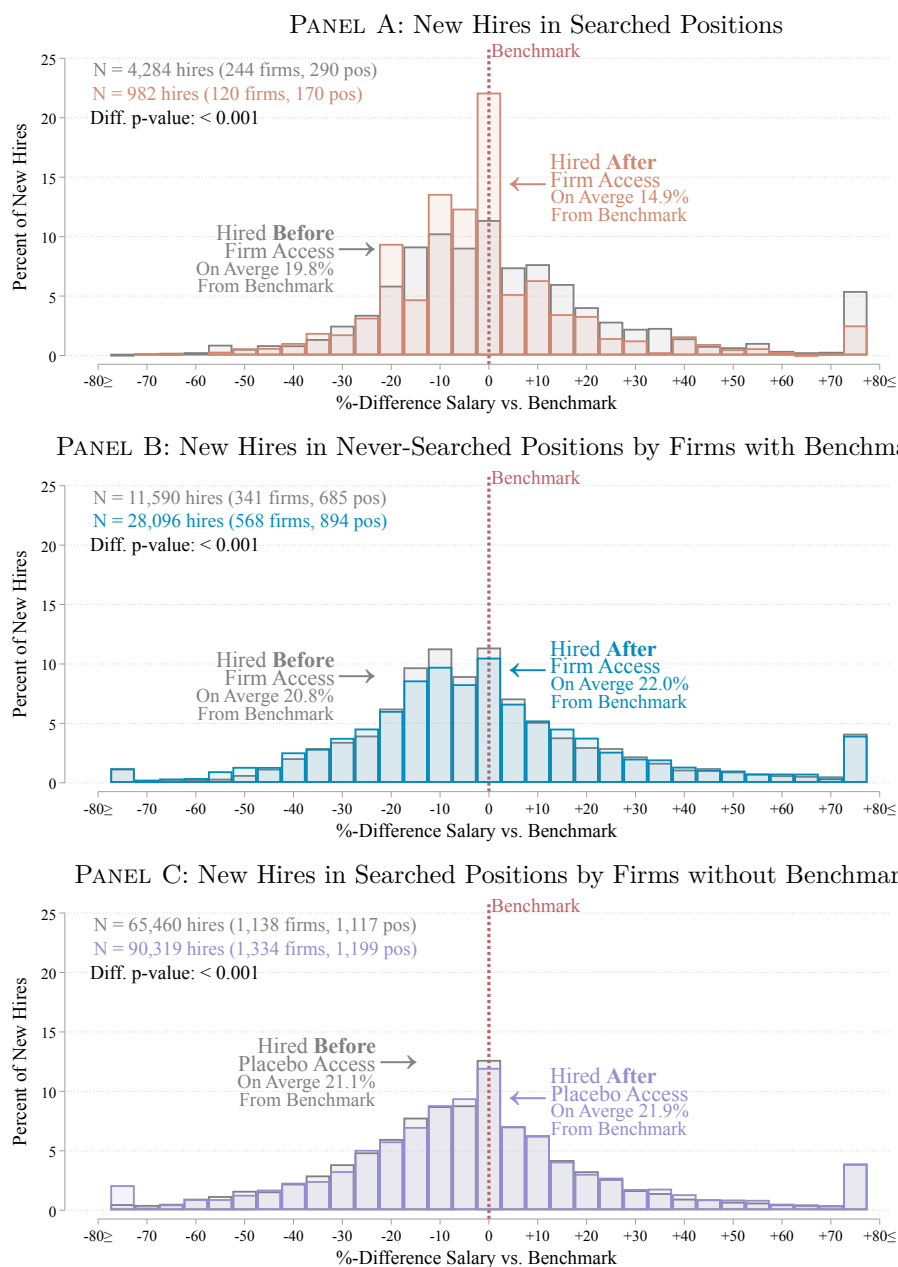 PANEL A: New Hires in Searched Positions
Benchmark
N = 4,284 hires (244 firms, 290 pos)
N = 982 hires (120 firms, 170 pos)
Diff. p-value: < 0.001
Hired After
Firm Access
On Averge 14.9%
From Benchmark
Hired Before
Firm Access
On Averge 19.8%
From Benchmark
Percent of New Hires
25
20
15
10
5
0
-80≥ -70 -60 -50 -40 -30 -20 -10 0 +10 +20 +30 +40 +50 +60 +70 +80≤
%-Difference Salary vs. Benchmark
PANEL B: New Hires in Never-Searched Positions by Firms with Benchma
Benchmark
N = 11,590 hires (341 firms, 685 pos)
N = 28,096 hires (568 firms, 894 pos)
Diff. p-value: < 0.001
Hired Before
Firm Access
On Averge 20.8%
From Benchmark
Hired After
Firm Access
On Averge 22.0%
From Benchmark
Percent of New Hires
25
20
15
10
5
0
-80≥ -70 -60 -50 -40 -30 -20 -10 0 +10 +20 +30 +40 +50 +60 +70 +80≤
%-Difference Salary vs. Benchmark
PANEL C: New Hires in Searched Positions by Firms without Benchmar
Benchmark
N = 65,460 hires (1,138 firms, 1,117 pos)
N = 90,319 hires (1,334 firms, 1,199 pos)
Diff. p-value: < 0.001
Hired Before
Placebo Access
On Averge 21.1%
From Benchmark
Hired After
Placebo Access
On Averge 21.9%
From Benchmark
Percent of New Hires
25
20
15
10
5
0
-80≥ -70 -60 -50 -40 -30 -20 -10 0 +10 +20 +30 +40 +50 +60 +70 +80≤
%-Difference Salary vs. Benchmark